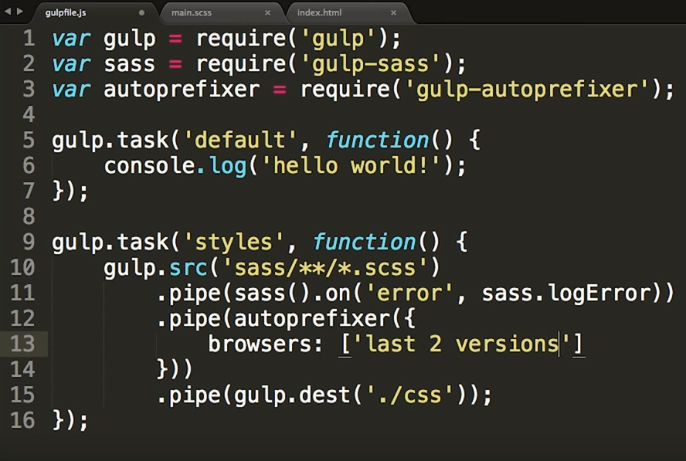 gulpfile.js main.scss index.html
1 var gulp = require('gulp');
2 var sass = require('gulp-sass');
3 var autoprefixer = require('gulp-autoprefixer');
4
5 gulp.task('default', function() {
6     console.log('hello world!');
7 });
8
9 gulp.task('styles', function() {
10     gulp.src('sass/**/*.scss')
11         .pipe(sass().on('error', sass.logError))
12         .pipe(autoprefixer({
13             browsers: ['last 2 versions']
14         }))
15         .pipe(gulp.dest('./css'));
16 });